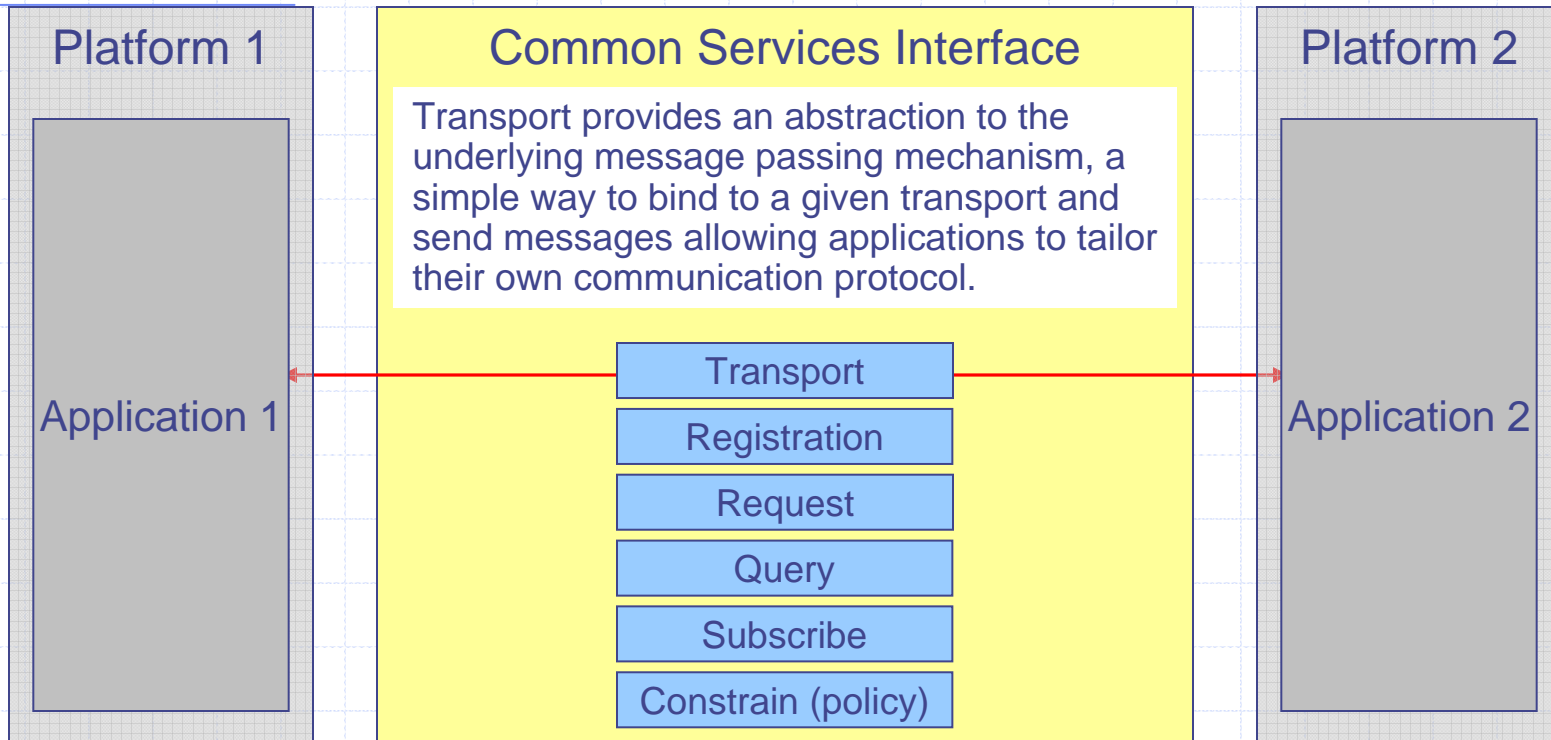 Platform 1
Application 1
Common Services Interface
Transport provides an abstraction to the
underlying message passing mechanism, a
simple way to bind to a given transport and
send messages allowing applications to tailor
their own communication protocol.
Transport
Registration
Request
Query
Subscribe
Constrain (policy)
Platform 2
Application 2